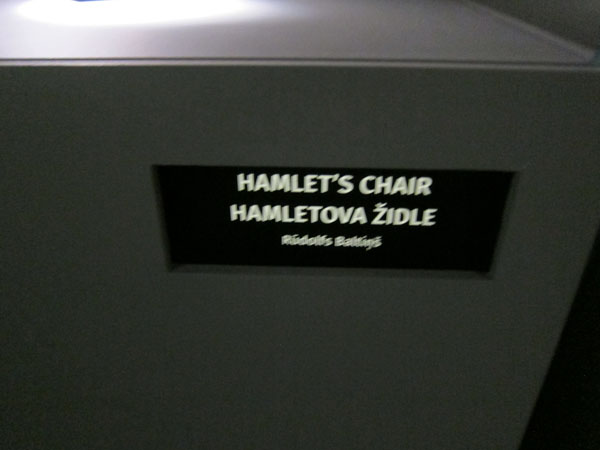 HAMLET'S CHAIR
HAMLETOVA ŽIDLE
Rūdolfs Baltiņš